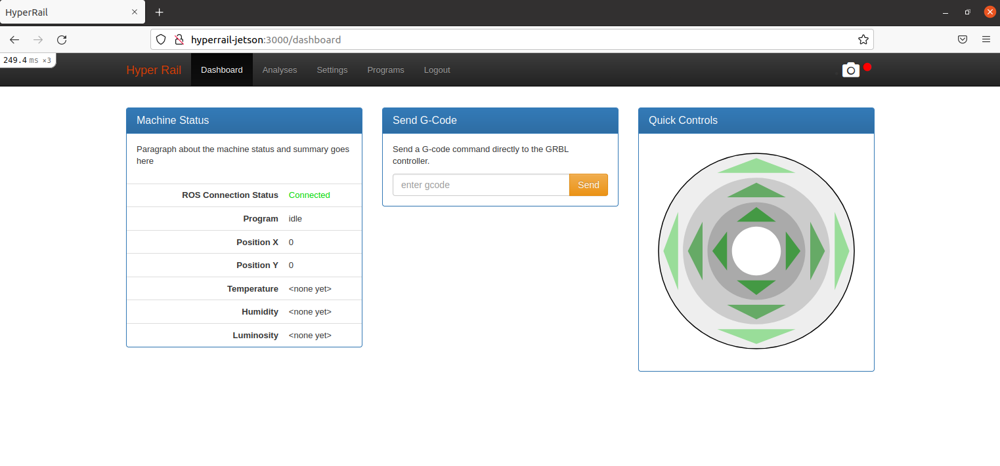 HyperRail
hyperrail-jetson:3000/dashboard
249.4 ms ×3
Hyper Rail
Dashboard
Analyses
Settings
Programs
Logout
Machine Status
Paragraph about the machine status and summary goes
here
ROS Connection Status Connected
Program idle
Position X 0
Position Y 0
Temperature <none yet>
Humidity <none yet>
Luminosity <none yet>
Send G-Code
Send a G-code command directly to the GRBL
controller.
enter gcode
Send
Quick Controls